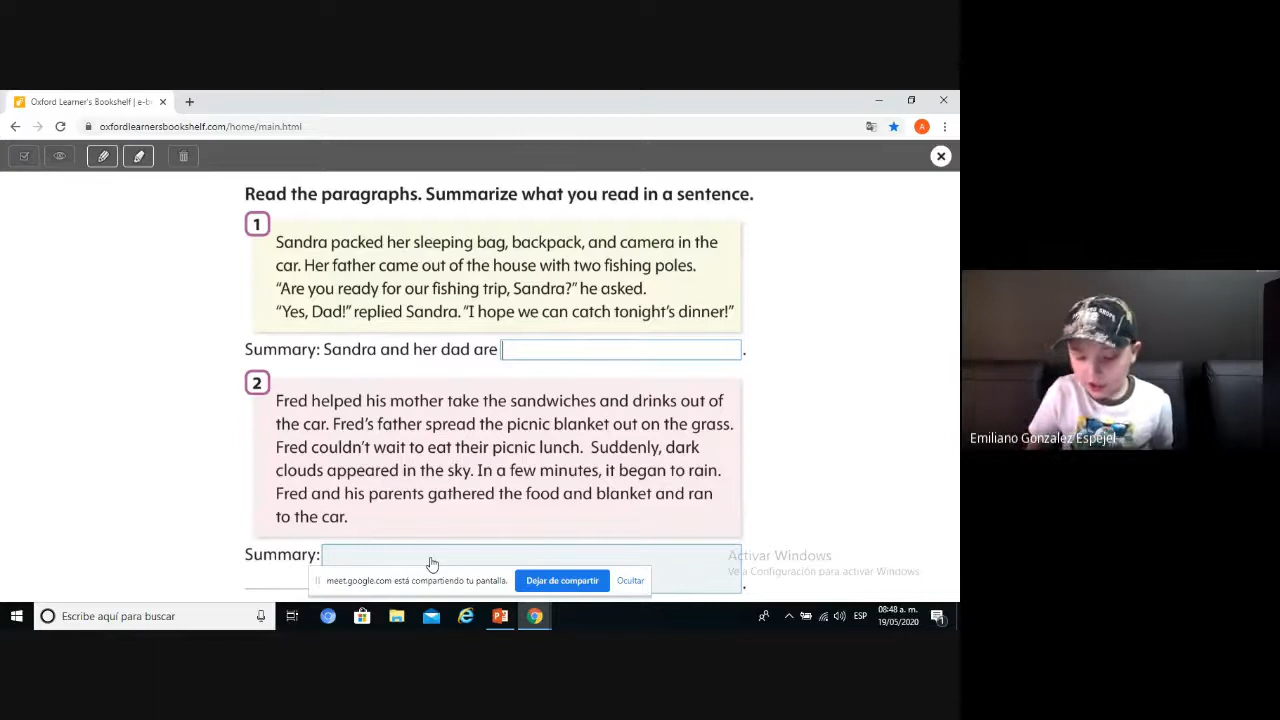 Oxford Learner's Bookshelf | e-b
oxfordlearnersbookshelf.com/home/main.html
A
Read the paragraphs. Summarize what you read in a sentence.
1
Sandra packed her sleeping bag, backpack, and camera in the
car. Her father came out of the house with two fishing poles.
“Are you ready for our fishing trip, Sandra?” he asked.
“Yes, Dad!” replied Sandra. “I hope we can catch tonight’s dinner!”
Summary: Sandra and her dad are .
2
Fred helped his mother take the sandwiches and drinks out of
the car. Fred’s father spread the picnic blanket out on the grass.
Fred couldn’t wait to eat their picnic lunch. Suddenly, dark
clouds appeared in the sky. In a few minutes, it began to rain.
Fred and his parents gathered the food and blanket and ran
to the car.
Summary: .
Activar Windows
Ve a Configuración para activar Windows.
meet.google.com está compartiendo tu pantalla.
Dejar de compartir
Ocultar
Escribe aquí para buscar
ESP
08:48 a. m.
19/05/2020
1
Emiliano Gonzalez Espejel